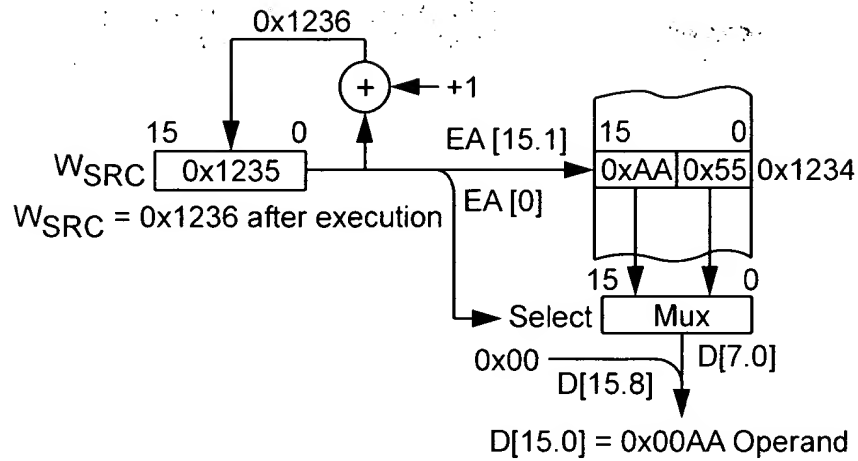 0x1236
+ +1
15 0
15 0
EA [15.1]
W_SRC 0x1235
0xAA 0x55 0x1234
EA [0]
W_SRC = 0x1236 after execution
15 0
Select Mux
0x00
D[7.0]
D[15.8]
D[15.0] = 0x00AA Operand